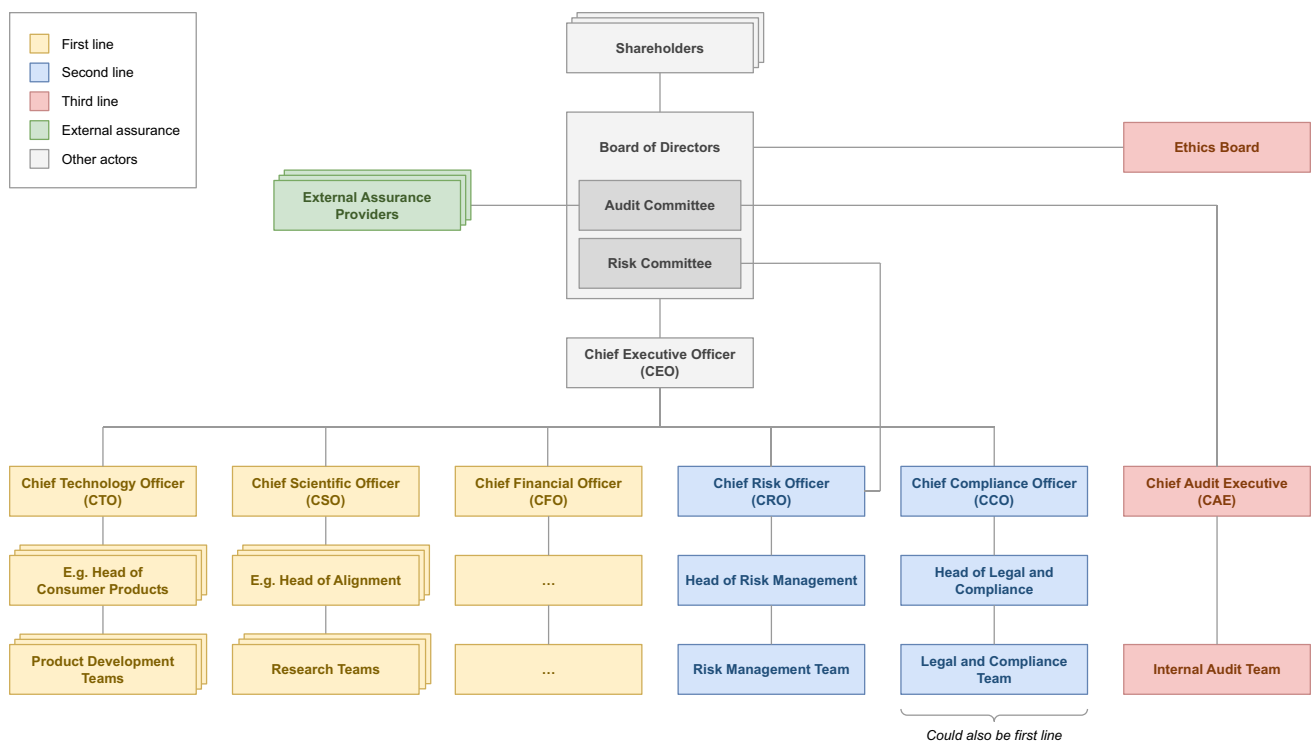 First line
Second line
Third line
External assurance
Other actors
Shareholders
Board of Directors
Ethics Board
External Assurance
Providers
Audit Committee
Risk Committee
Chief Executive Officer
(CEO)
Chief Technology Officer
(CTO)
Chief Scientific Officer
(CSO)
Chief Financial Officer
(CFO)
Chief Risk Officer
(CRO)
Chief Compliance Officer
(CCO)
Chief Audit Executive
(CAE)
E.g. Head of
Consumer Products
E.g. Head of Alignment
...
Head of Risk Management
Head of Legal and
Compliance
Product Development
Teams
Research Teams
...
Risk Management Team
Legal and Compliance
Team
Internal Audit Team
Could also be first line